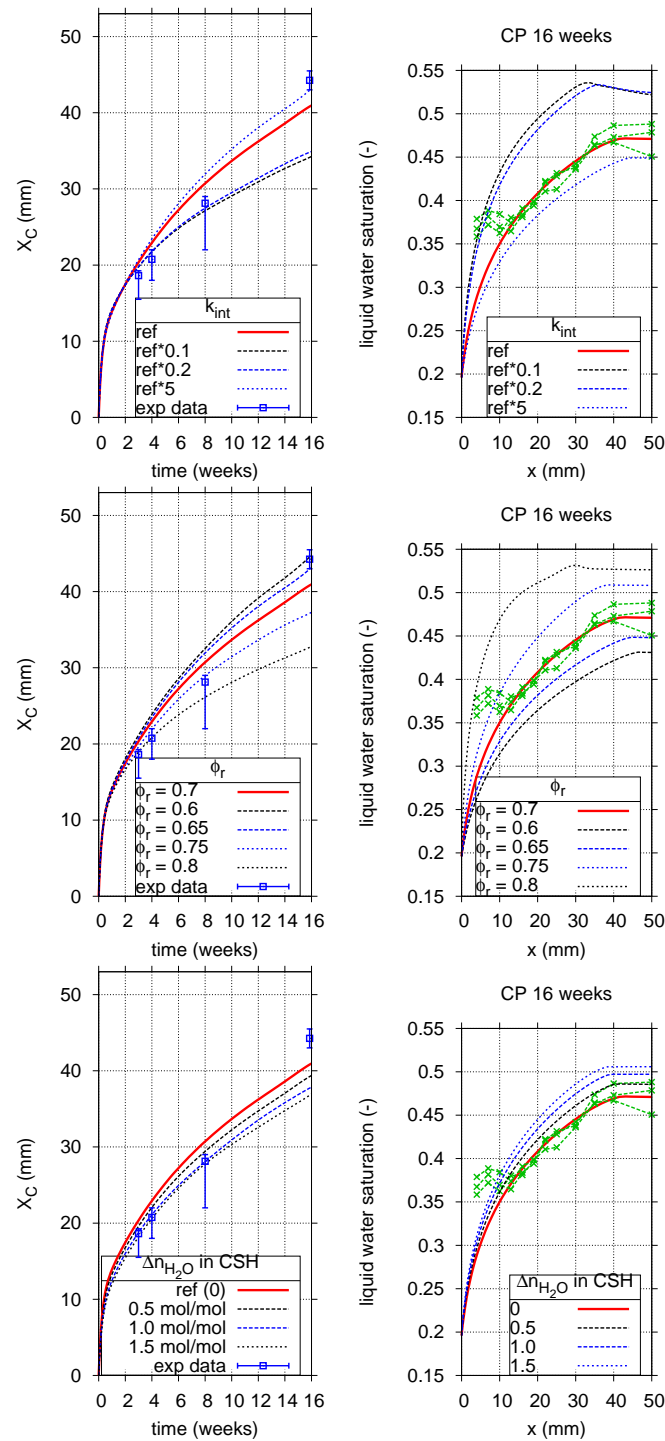 CP 16 weeks
50
40
30
20
10
0
X_C (mm)
k_int
ref
ref*0.1
ref*0.2
ref*5
exp data
0 2 4 6 8 10 12 14 16
time (weeks)
0.55
0.5
0.45
0.4
0.35
0.3
0.25
0.2
0.15
liquid water saturation (-)
k_int
ref
ref*0.1
ref*0.2
ref*5
0 10 20 30 40 50
x (mm)
CP 16 weeks
50
40
30
20
10
0
X_C (mm)
ϕ_r
ϕ_r = 0.7
ϕ_r = 0.6
ϕ_r = 0.65
ϕ_r = 0.75
ϕ_r = 0.8
exp data
0 2 4 6 8 10 12 14 16
time (weeks)
0.55
0.5
0.45
0.4
0.35
0.3
0.25
0.2
0.15
liquid water saturation (-)
ϕ_r
ϕ_r = 0.7
ϕ_r = 0.6
ϕ_r = 0.65
ϕ_r = 0.75
ϕ_r = 0.8
0 10 20 30 40 50
x (mm)
CP 16 weeks
50
40
30
20
10
0
X_C (mm)
Δn_H₂O in CSH
ref (0)
0.5 mol/mol
1.0 mol/mol
1.5 mol/mol
exp data
0 2 4 6 8 10 12 14 16
time (weeks)
0.55
0.5
0.45
0.4
0.35
0.3
0.25
0.2
0.15
liquid water saturation (-)
Δn_H₂O in CSH
0
0.5
1.0
1.5
0 10 20 30 40 50
x (mm)